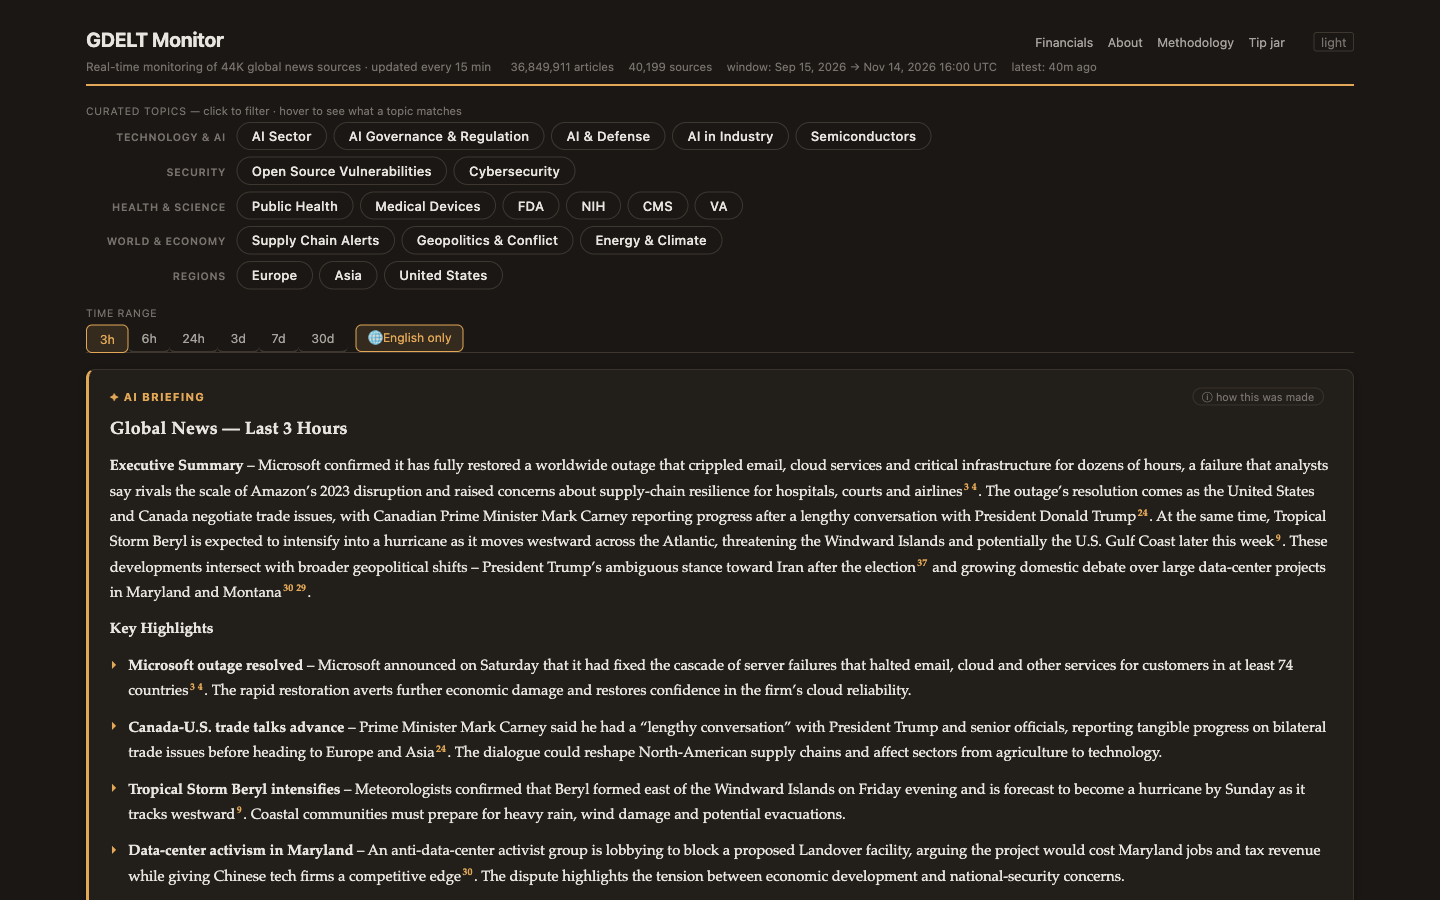 GDELT Monitor
Financials About Methodology Tip jar light
Real-time monitoring of 44K global news sources · updated every 15 min 36,849,911 articles 40,199 sources window: Sep 15, 2026 → Nov 14, 2026 16:00 UTC latest: 40m ago
CURATED TOPICS — click to filter · hover to see what a topic matches
TECHNOLOGY & AI AI Sector AI Governance & Regulation AI & Defense AI in Industry Semiconductors
SECURITY Open Source Vulnerabilities Cybersecurity
HEALTH & SCIENCE Public Health Medical Devices FDA NIH CMS VA
WORLD & ECONOMY Supply Chain Alerts Geopolitics & Conflict Energy & Climate
REGIONS Europe Asia United States
TIME RANGE
3h 6h 24h 3d 7d 30d 🌐English only
✦ AI BRIEFING
ⓘ how this was made
Global News — Last 3 Hours
Executive Summary – Microsoft confirmed it has fully restored a worldwide outage that crippled email, cloud services and critical infrastructure for dozens of hours, a failure that analysts
say rivals the scale of Amazon’s 2023 disruption and raised concerns about supply-chain resilience for hospitals, courts and airlines 3 4. The outage’s resolution comes as the United States
and Canada negotiate trade issues, with Canadian Prime Minister Mark Carney reporting progress after a lengthy conversation with President Donald Trump 24. At the same time, Tropical
Storm Beryl is expected to intensify into a hurricane as it moves westward across the Atlantic, threatening the Windward Islands and potentially the U.S. Gulf Coast later this week 9. These
developments intersect with broader geopolitical shifts – President Trump’s ambiguous stance toward Iran after the election 37 and growing domestic debate over large data-center projects
in Maryland and Montana 30 29.
Key Highlights
Microsoft outage resolved – Microsoft announced on Saturday that it had fixed the cascade of server failures that halted email, cloud and other services for customers in at least 74
countries 3 4. The rapid restoration averts further economic damage and restores confidence in the firm’s cloud reliability.
Canada-U.S. trade talks advance – Prime Minister Mark Carney said he had a “lengthy conversation” with President Trump and senior officials, reporting tangible progress on bilateral
trade issues before heading to Europe and Asia 24. The dialogue could reshape North-American supply chains and affect sectors from agriculture to technology.
Tropical Storm Beryl intensifies – Meteorologists confirmed that Beryl formed east of the Windward Islands on Friday evening and is forecast to become a hurricane by Sunday as it
tracks westward 9. Coastal communities must prepare for heavy rain, wind damage and potential evacuations.
Data-center activism in Maryland – An anti-data-center activist group is lobbying to block a proposed Landover facility, arguing the project would cost Maryland jobs and tax revenue
while giving Chinese tech firms a competitive edge 30. The dispute highlights the tension between economic development and national-security concerns.